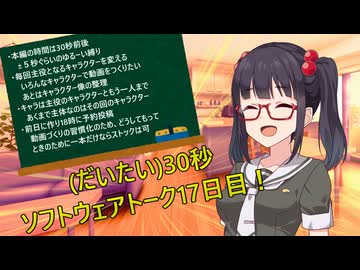 ・本編の時間は30秒前後
±5秒ぐらいのゆるーい縛り
・毎回主役となるキャラクターを変える
いろんなキャラクターで動画をつくりたい
あとはキャラクター像の整理
・キャラは主役のキャラクターともう一人まで
あくまで主体なのはその回のキャラクター
・前日に作り18時に予約投稿
動画づくりの習慣化のため、どうしてもって
ときのために一本だけならストックは可
(だいたい)30秒
ソフトウェアトーク17日目！